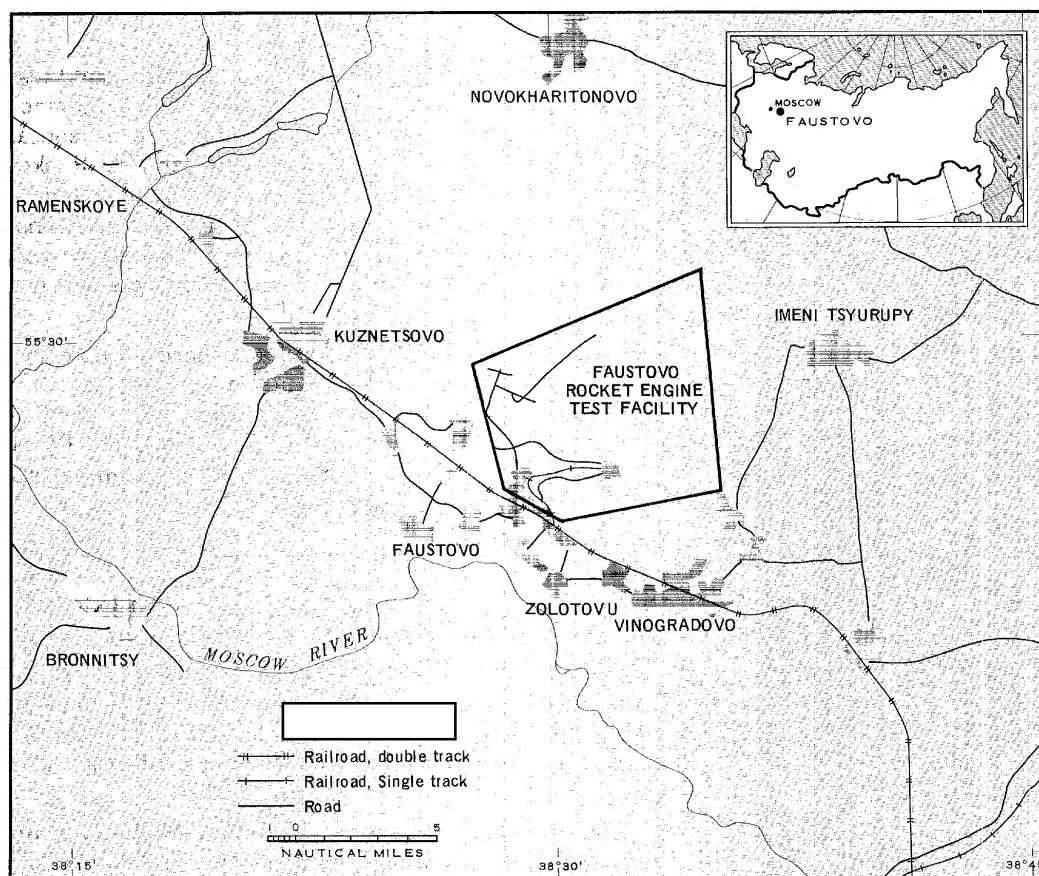 NOVOKHARITONOVO
MOSCOW
FAUSTOVO
RAMENSKOYE
IMENI TSYURUPY
55°30'
KUZNETSOVO
FAUSTOVO
ROCKET ENGINE
TEST FACILITY
FAUSTOVO
ZOLOTOVU
VINOGRADOVO
BRONNITSY
MOSCOW RIVER
Railroad, double track
Railroad, Single track
Road
1 0 5
NAUTICAL MILES
38°15'
38°30'